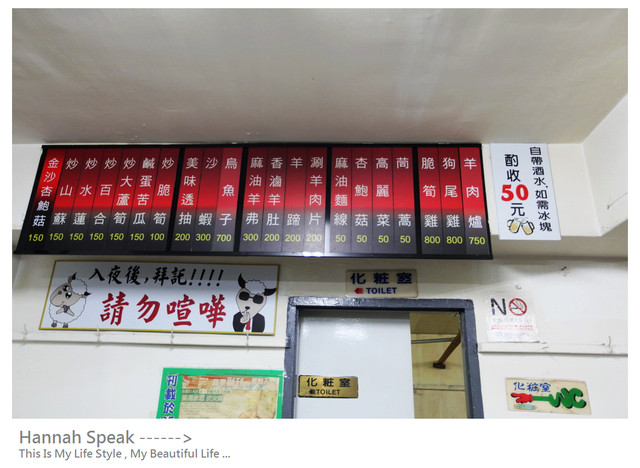 金沙杏鮑菇 150
炒山蘇 150
炒水蓮 150
炒百合 150
炒大蘆筍 150
鹹蛋苦瓜 150
炒脆筍 100
美味透抽 200
沙蝦 300
烏魚子 700
麻油羊弗 300
香滷羊肚 200
羊蹄 200
涮羊肉片 200
麻油麵線 50
杏鮑菇 50
高麗菜 50
茼蒿 50
脆筍雞 800
狗尾雞 800
羊肉爐 750
自帶酒水,如需冰塊
酌收50元
入夜後,拜託!!!!
請勿喧嘩
化粧室
TOILET
NO
化粧室
TOILET
化粧室
WC
刊載於
Hannah Speak ------>
This Is My Life Style , My Beautiful Life ...